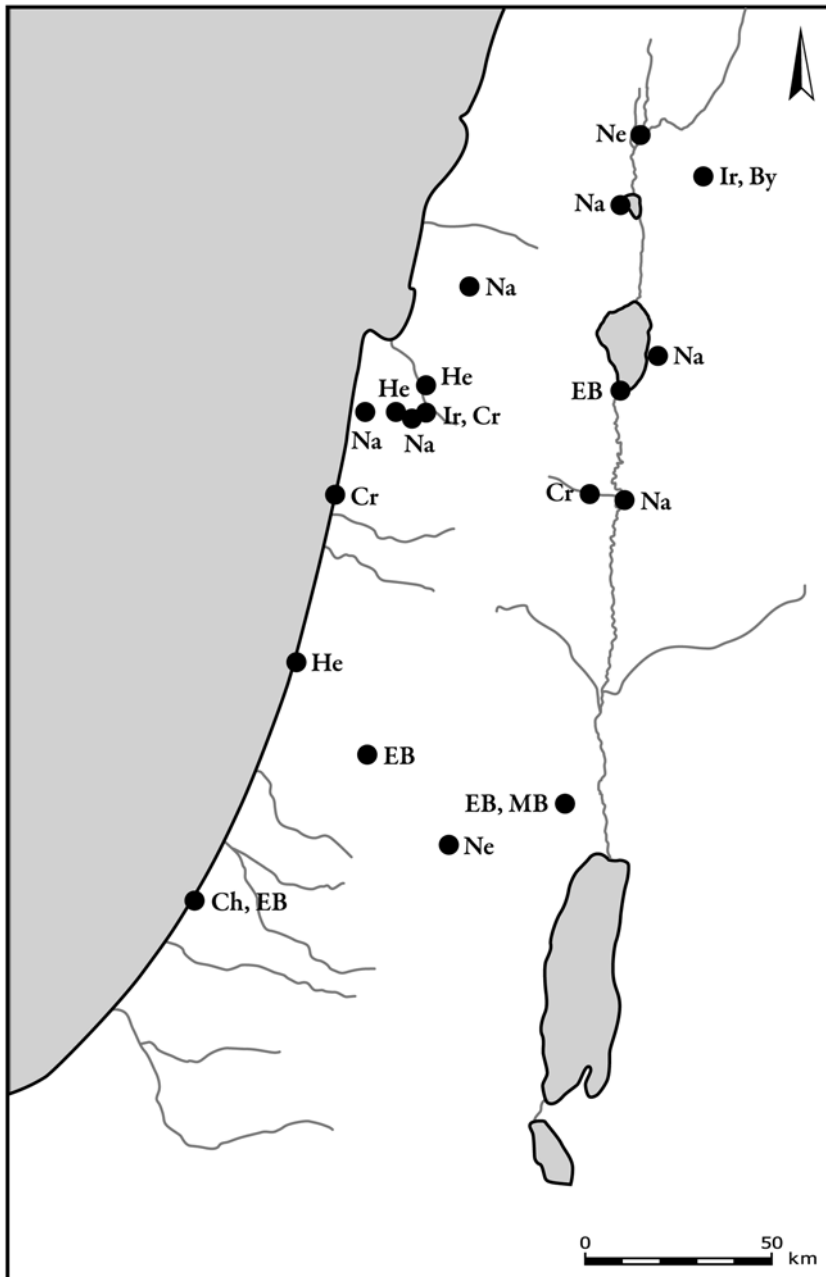 Ne
Ir, By
Na
Na
Na
EB
He
He
Ir, Cr
Na
Na
Cr
Cr
Na
He
EB
EB, MB
Ne
Ch, EB
0
50
km